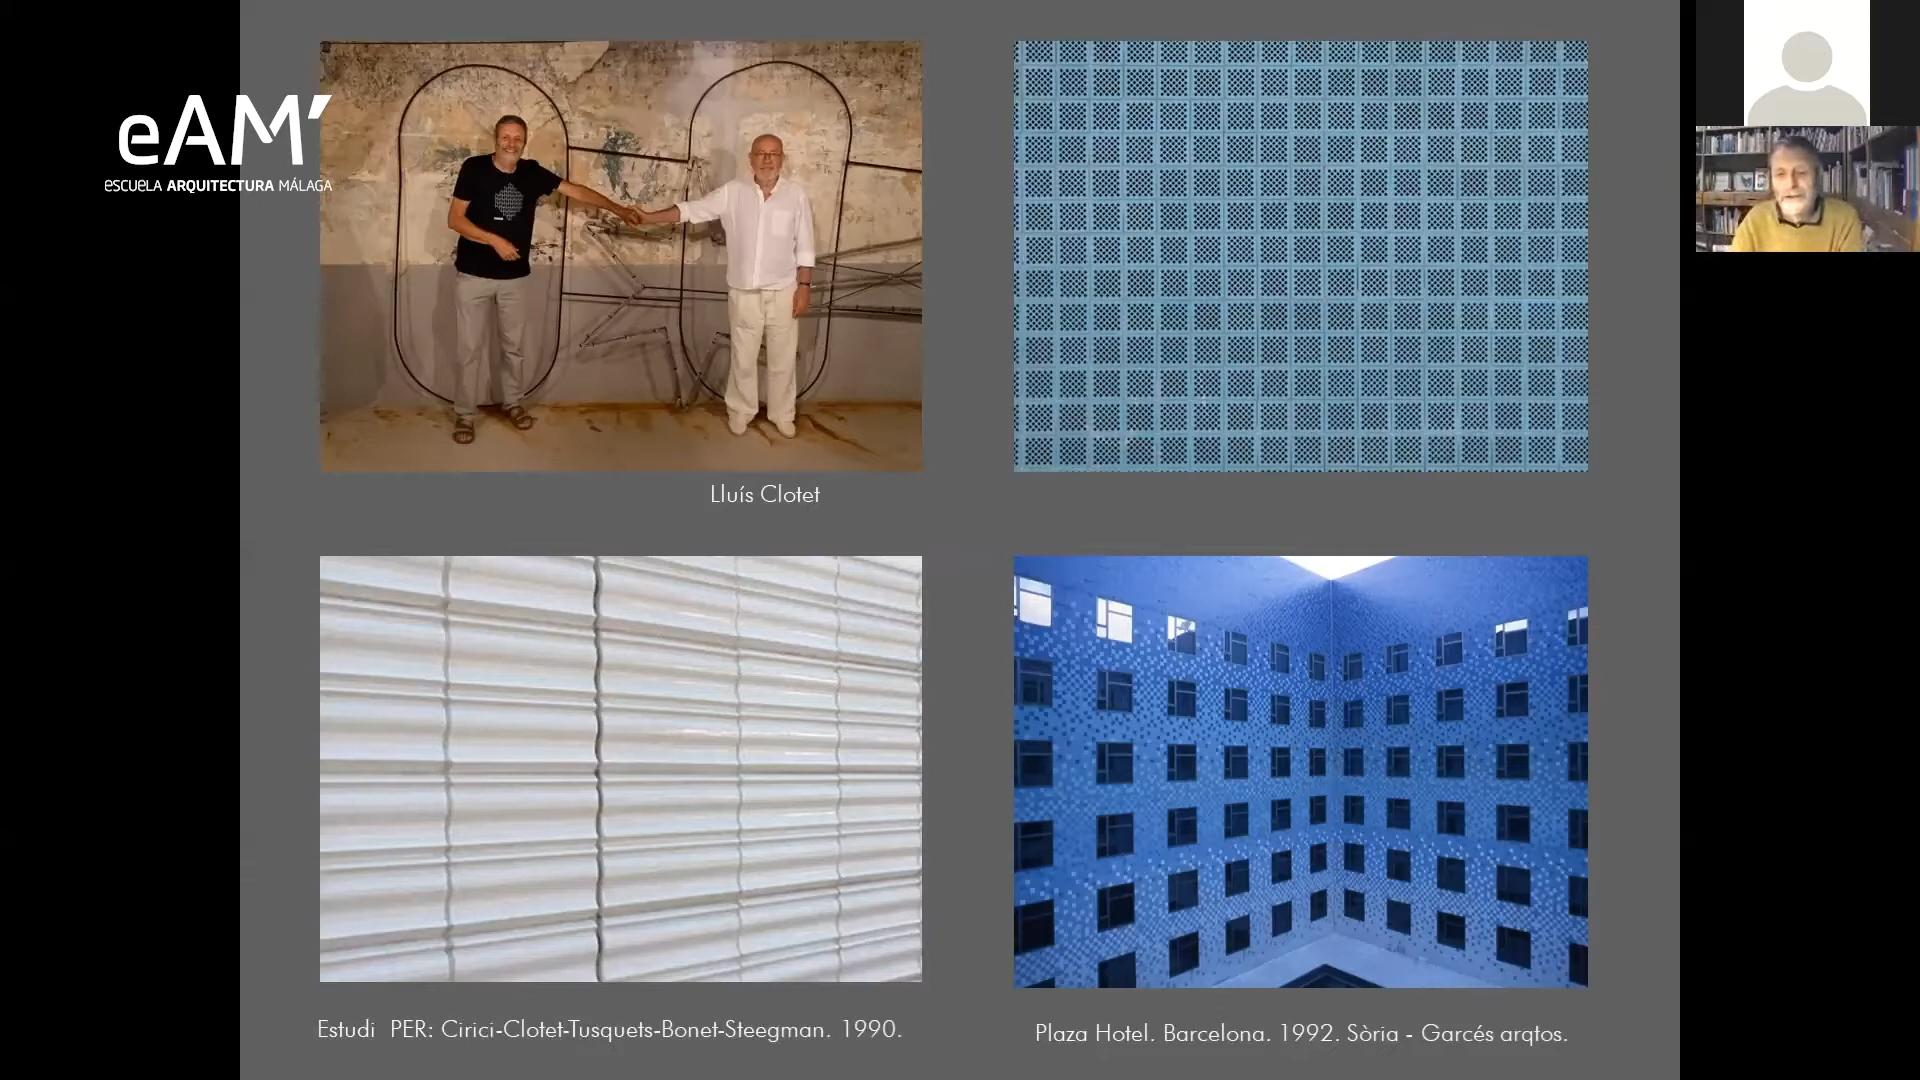 eAM'
escuela ARQUITECTURA MÁLAGA
Lluís Clotet
Estudi PER: Cirici-Clotet-Tusquets-Bonet-Steegman. 1990.
Plaza Hotel. Barcelona. 1992. Sòria - Garcés arqtos.